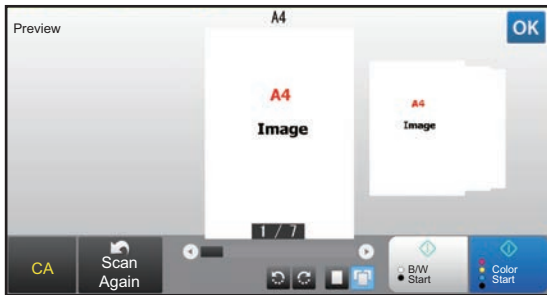 Preview
A4
OK
A4
Image
A4
Image
1 / 7
CA
Scan
Again
B/W
Start
Color
Start